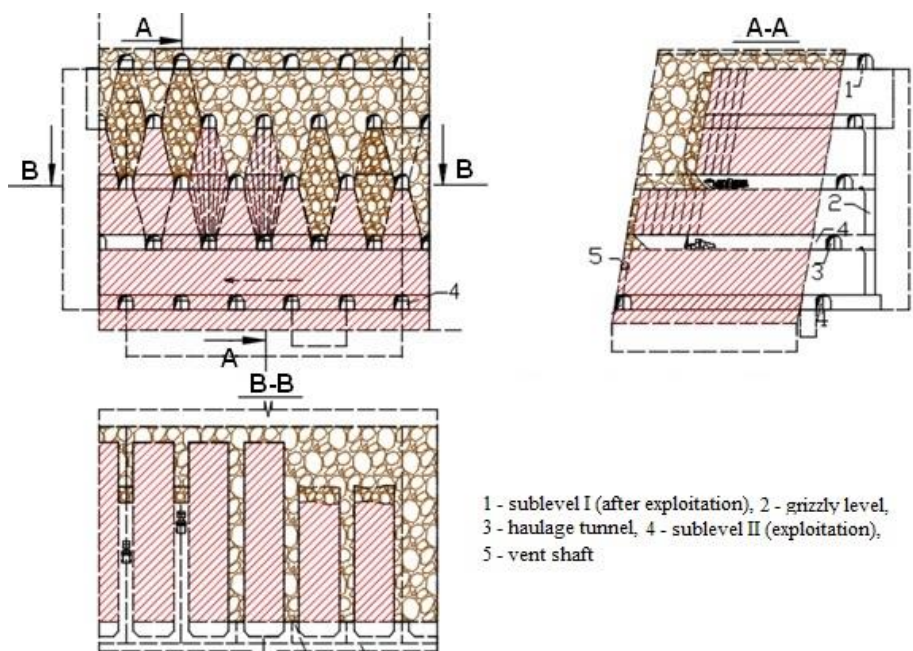 A
A-A
1
B
B
2
4
3
5
4
4
A
B-B
1 - sublevel I (after exploitation), 2 - grizzly level,
3 - haulage tunnel, 4 - sublevel II (exploitation),
5 - vent shaft